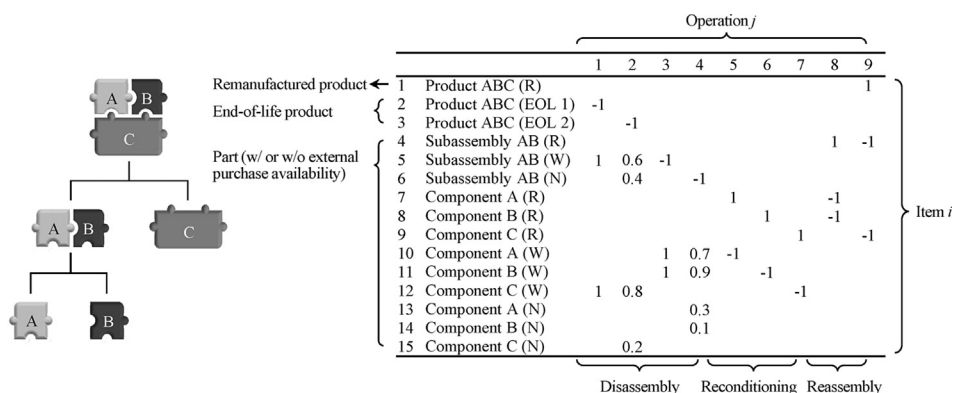 Operation j
1 2 3 4 5 6 7 8 9
Remanufactured product
1 Product ABC (R) 1
End-of-life product
2 Product ABC (EOL 1) -1
3 Product ABC (EOL 2) -1
Part (w/ or w/o external
purchase availability)
4 Subassembly AB (R) 1 -1
5 Subassembly AB (W) 1 0.6 -1
6 Subassembly AB (N) 0.4 -1
7 Component A (R) 1 -1
8 Component B (R) 1 -1
9 Component C (R) 1 -1
10 Component A (W) 1 0.7 -1
11 Component B (W) 1 0.9 -1
12 Component C (W) 1 0.8 -1
13 Component A (N) 0.3
14 Component B (N) 0.1
15 Component C (N) 0.2
Item i
Disassembly Reconditioning Reassembly
A B
C
A B C
A B